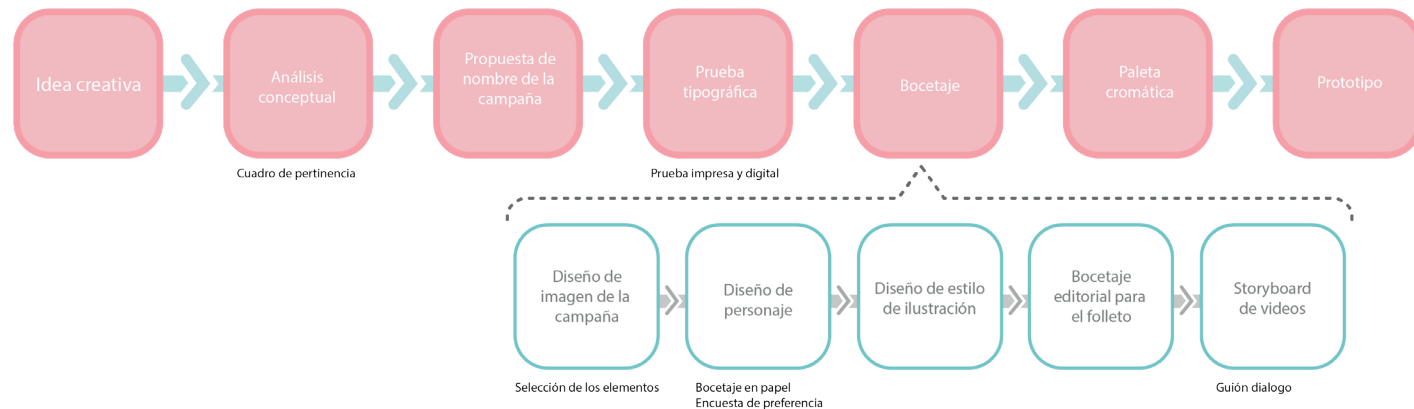 Idea creativa
Análisis
conceptual
Propuesta de
nombre de la
campaña
Prueba
tipográfica
Bocetaje
Paleta
cromática
Prototipo
Cuadro de pertinencia
Prueba impresa y digital
Diseño de
imagen de la
campaña
Diseño de
personaje
Diseño de estilo
de ilustración
Bocetaje
editorial para
el folleto
Storyboard
de videos
Selección de los elementos
Bocetaje en papel
Encuesta de preferencia
Guión dialogo